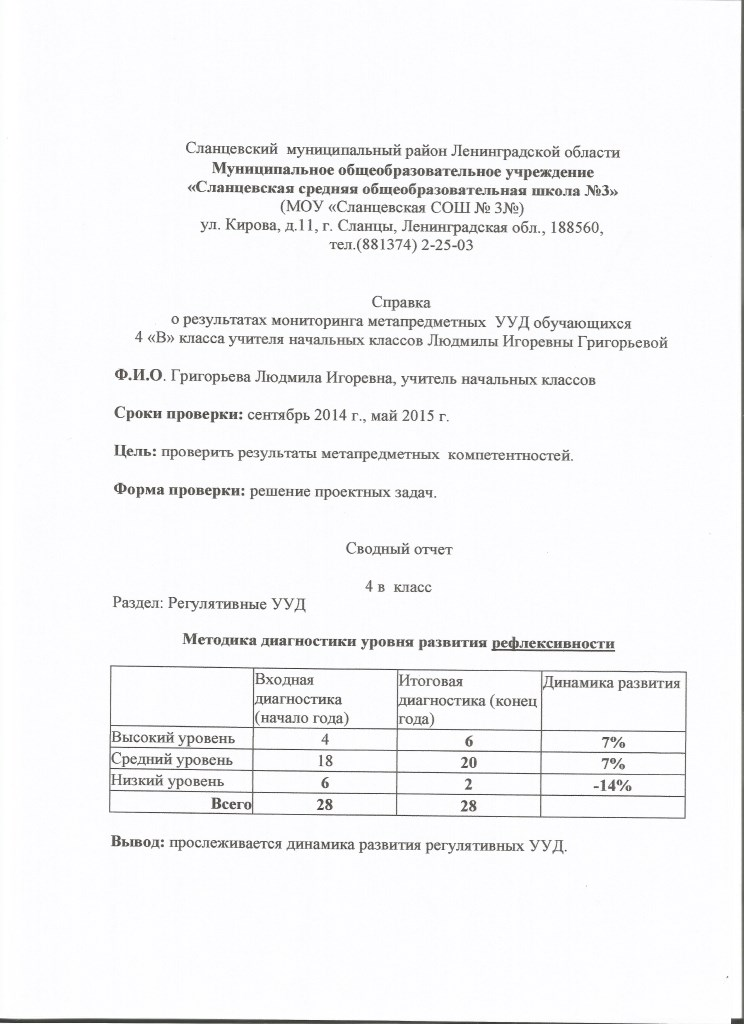 Сланцевский муниципальный район Ленинградской области
Муниципальное общеобразовательное учреждение
«Сланцевская средняя общеобразовательная школа №3»
(МОУ «Сланцевская СОШ № 3№)
ул. Кирова, д.11, г. Сланцы, Ленинградская обл., 188560,
тел.(881374) 2-25-03
Справка
о результатах мониторинга метапредметных УУД обучающихся
4 «В» класса учителя начальных классов Людмилы Игоревны Григорьевой
Ф.И.О. Григорьева Людмила Игоревна, учитель начальных классов
Сроки проверки: сентябрь 2014 г., май 2015 г.
Цель: проверить результаты метапредметных компетентностей.
Форма проверки: решение проектных задач.
Сводный отчет
4 в класс
Раздел: Регулятивные УУД
Методика диагностики уровня развития рефлексивности
Входная диагностика (начало года) Итоговая диагностика (конец года) Динамика развития
Высокий уровень 4 6 7%
Средний уровень 18 20 7%
Низкий уровень 6 2 -14%
Всего 28 28
Вывод: прослеживается динамика развития регулятивных УУД.